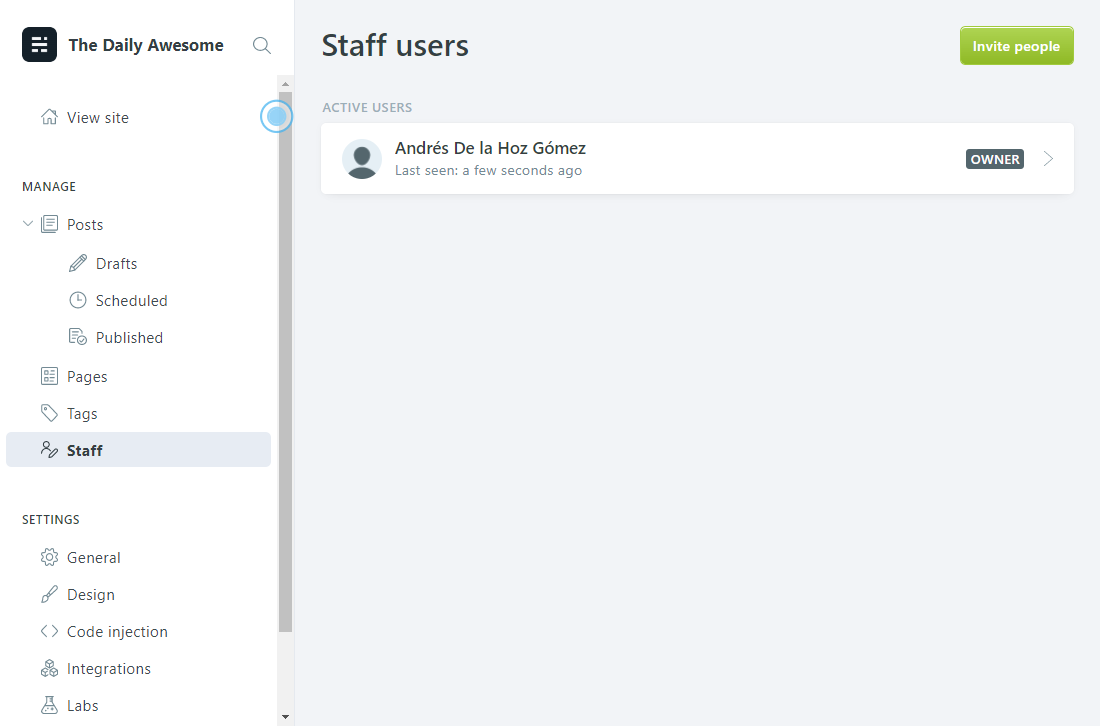 The Daily Awesome
View site
MANAGE
Posts
Drafts
Scheduled
Published
Pages
Tags
Staff
SETTINGS
General
Design
Code injection
Integrations
Labs
Staff users
Invite people
ACTIVE USERS
Andrés De la Hoz Gómez
Last seen: a few seconds ago
OWNER